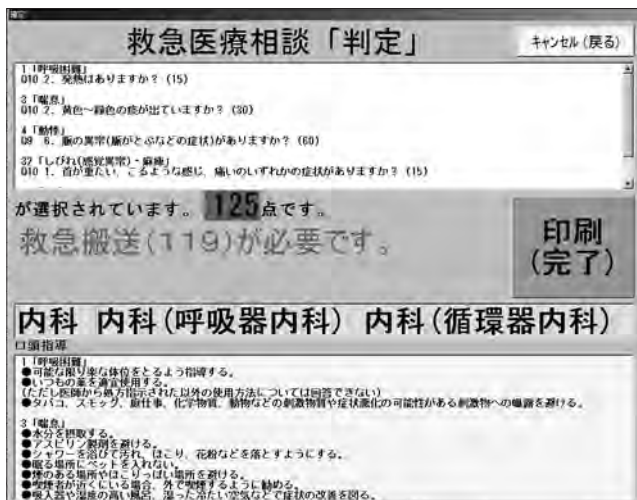 救急医療相談「判定」
キャンセル(戻る)
1「呼吸困難」
Q10 2. 発熱はありますか？ (15)
3「喘息」
Q10 2. 黄色～緑色の痰が出ていますか？ (30)
4「動悸」
Q9 6. 脈の異常(脈がとぶなどの症状)がありますか？ (60)
32「しびれ(感覚異常)・麻痺」
Q10 1. 首が重たい、こるような感じ、痛いのいずれかの症状がありますか？ (15)
が選択されています。 125点です。
救急搬送(119)が必要です。
印刷
(完了)
内科 内科(呼吸器内科) 内科(循環器内科)
口頭指導
1「呼吸困難」
●可能な限り楽な体位をとるよう指導する。
●いつもの薬を適宜使用する。
(ただし医師から処方指示された以外の使用方法については回答できない)
●タバコ、スモッグ、庭仕事、化学物質、動物などの刺激物質や症状悪化の可能性がある刺激物への曝露を避ける。
3「喘息」
●水分を摂取する。
●アスピリン製剤を避ける。
●シャワーを浴びて汚れ、ほこり、花粉などを落とすようにする。
●眠る場所にペットを入れない。
●煙のある場所やほこりっぽい場所を避ける。
●喫煙者が近くにいる場合、外で喫煙するように勧める。
●吸入器や湿度の高い風呂、湿った冷たい空気などで症状の改善を図る。